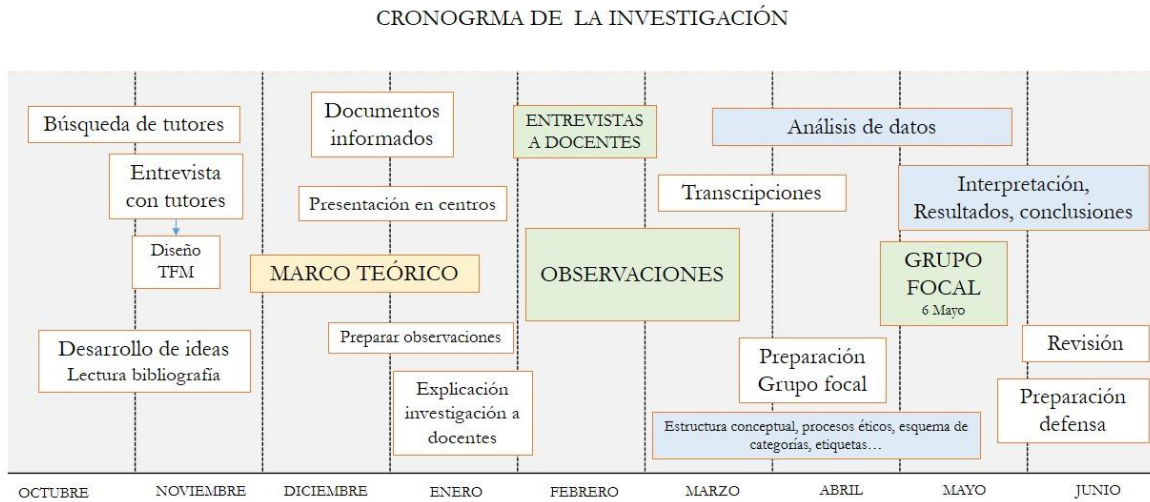 CRONOGRMA DE LA INVESTIGACIÓN
Búsqueda de tutores
Entrevista
con tutores
Diseño
TFM
Desarrollo de ideas
Lectura bibliografía
Documentos
informados
Presentación en centros
MARCO TEÓRICO
Preparar observaciones
Explicación
investigación a
docentes
ENTREVISTAS
A DOCENTES
OBSERVACIONES
Análisis de datos
Transcripciones
Interpretación,
Resultados, conclusiones
GRUPO
FOCAL
6 Mayo
Preparación
Grupo focal
Estructura conceptual, procesos éticos, esquema de
categorías, etiquetas…
Revisión
Preparación
defensa
OCTUBRE NOVIEMBRE DICIEMBRE ENERO FEBRERO MARZO ABRIL MAYO JUNIO